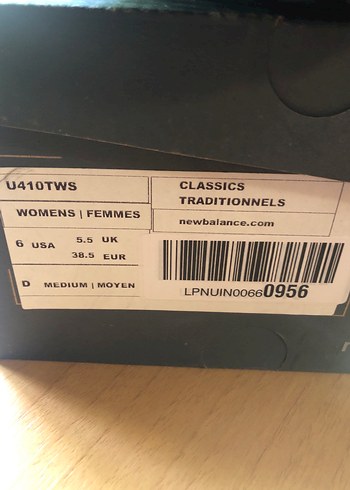 U410TWS
CLASSICS
TRADITIONNELS
WOMENS | FEMMES
newbalance.com
6 USA
5.5 UK
38.5 EUR
D MEDIUM | MOYEN
LPNUIN00660956